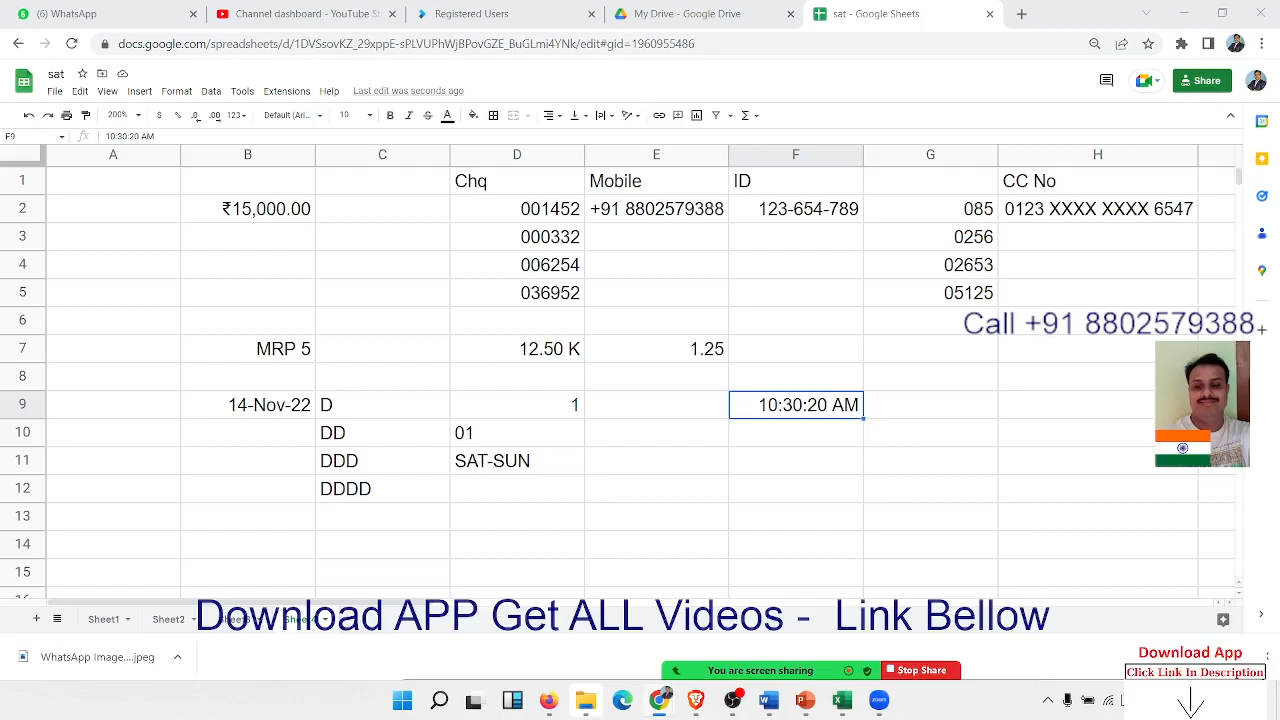 6
(6) WhatsApp
Channel dashboard - YouTube St
Registered Users
My Drive - Google Drive
sat - Google Sheets
docs.google.com/spreadsheets/d/1DVSsovKZ_29xppE-sPLVUPhWjBPovGZE_BuGLmi4YNk/edit#gid=1960955486
sat
File Edit View Insert Format Data Tools Extensions Help Last edit was seconds ago
Share
200% $ % .0 .00 123 Default (Ari... 10 B I S A
F9 fx 10:30:20 AM
A B C D E F G H
1 Chq Mobile ID CC No
2 ₹15,000.00 001452 +91 8802579388 123-654-789 085 0123 XXXX XXXX 6547
3 000332 0256
4 006254 02653
5 036952 05125
6
Call +91 8802579388
7 MRP 5 12.50 K 1.25
8
9 14-Nov-22 D 1 10:30:20 AM
10 DD 01
11 DDD SAT-SUN
12 DDDD
13
14
15
Sheet1 Sheet2
Download APP Get ALL Videos - Link Bellow
WhatsApp Image....jpeg
You are screen sharing Stop Share
Download App
Click Link In Description
zoom